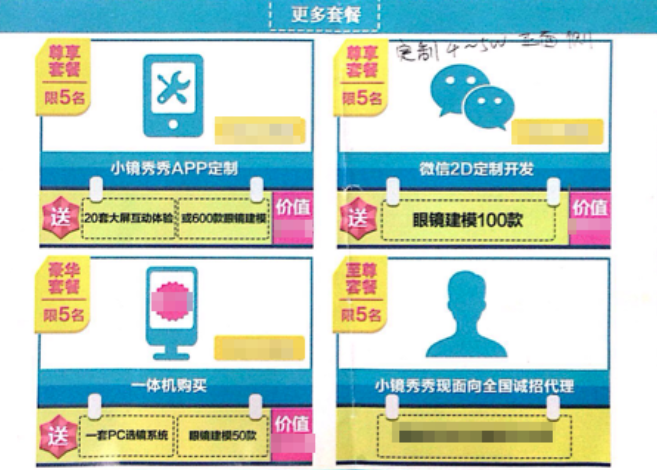 更多套餐
尊享
套餐
限5名
小镜秀秀APP定制
送
20套大屏互动体验
或600款眼镜建模
价值
尊享
套餐
限5名
定制 4~5W
微信2D定制开发
送
眼镜建模100款
价值
豪华
套餐
限5名
一体机购买
送
一套PC选镜系统
眼镜建模50款
价值
至尊
套餐
限5名
小镜秀秀现面向全国诚招代理